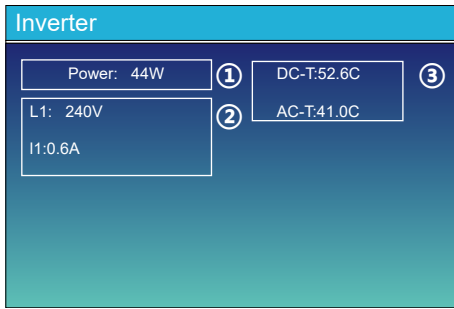 Inverter
Power: 44W
①
L1: 240V
I1:0.6A
②
DC-T:52.6C
AC-T:41.0C
③